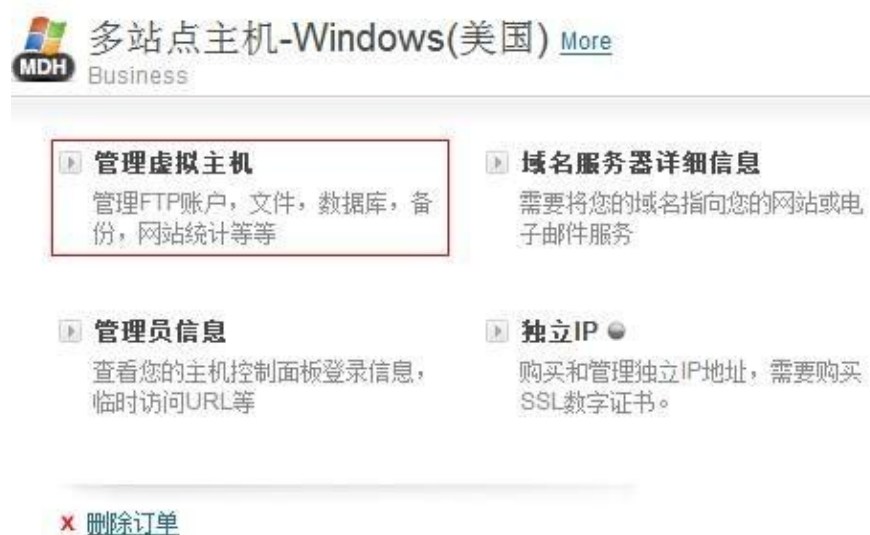 多站点主机-Windows(美国) More
MDH
Business
管理虚拟主机
管理FTP账户，文件，数据库，备
份，网站统计等等
域名服务器详细信息
需要将您的域名指向您的网站或电
子邮件服务
管理员信息
查看您的主机控制面板登录信息，
临时访问URL等
独立IP
购买和管理独立IP地址，需要购买
SSL数字证书。
x 删除订单